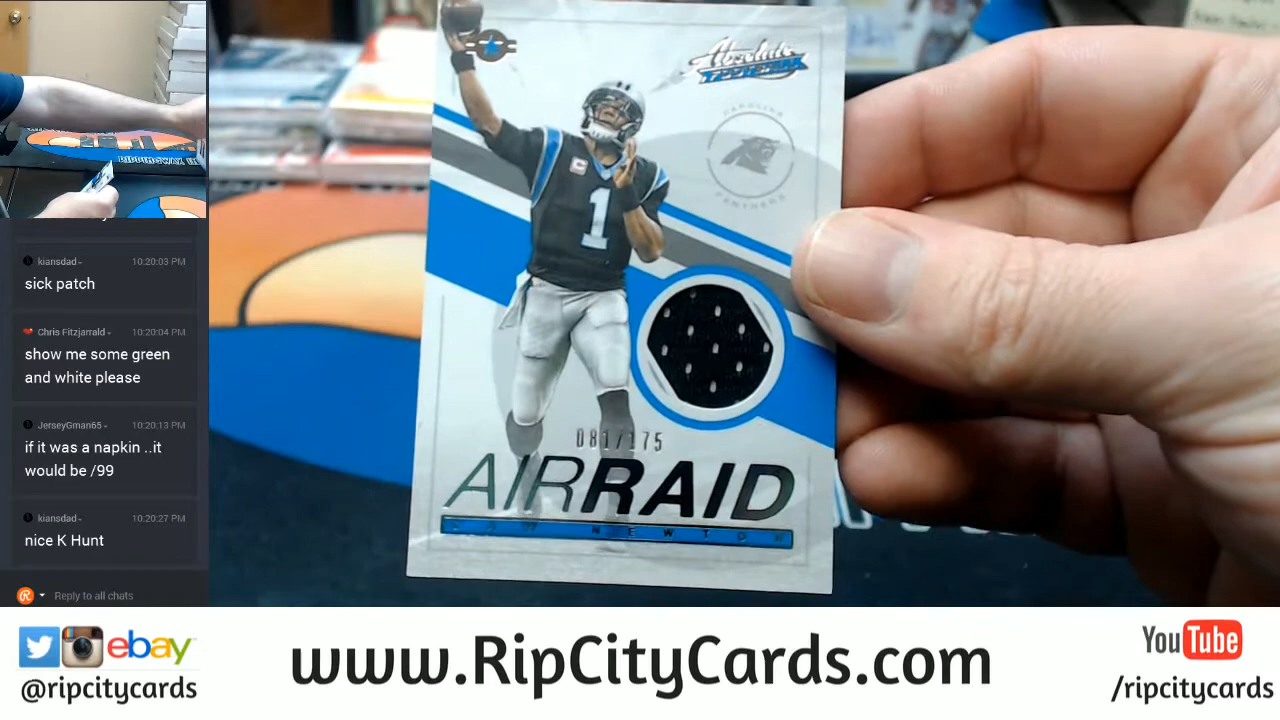 kiansdad
10:20:03 PM
sick patch
Chris Fitzjarrald
10:20:04 PM
show me some green
and white please
JerseyGman65
10:20:13 PM
if it was a napkin ..it
would be /99
kiansdad
10:20:27 PM
nice K Hunt
Reply to all chats
Absolute
FOOTBALL
CAROLINA
PANTHERS
1
C
081/175
AIR RAID
CAM NEWTON
ebay
@ripcitycards
www.RipCityCards.com
YouTube
/ripcitycards